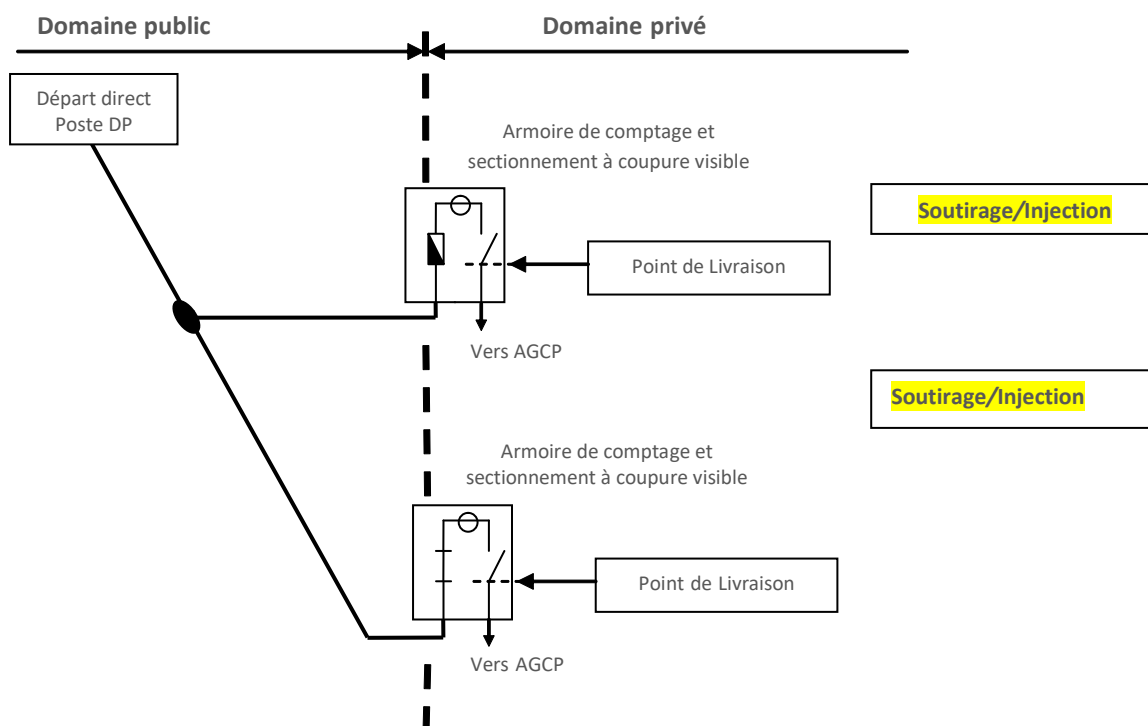 Domaine public
Domaine privé
Départ direct
Poste DP
Armoire de comptage et
sectionnement à coupure visible
Soutirage/Injection
Point de Livraison
Vers AGCP
Soutirage/Injection
Armoire de comptage et
sectionnement à coupure visible
Point de Livraison
Vers AGCP